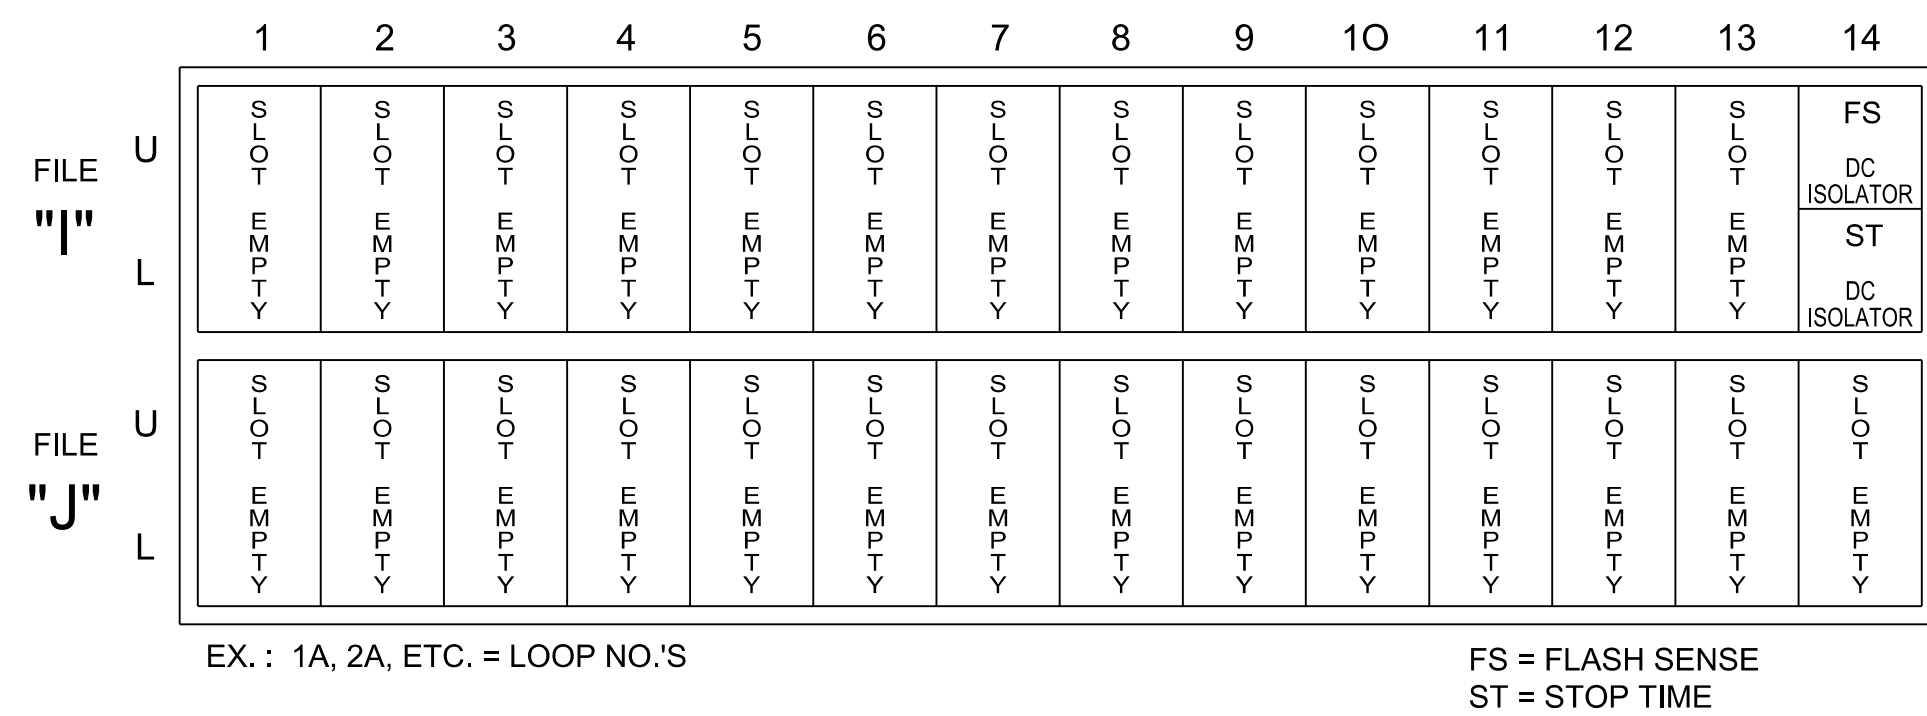 1 2 3 4 5 6 7 8 9 10 11 12 13 14
FILE "I"
U
L
SLOT EMPTY
SLOT EMPTY
SLOT EMPTY
SLOT EMPTY
SLOT EMPTY
SLOT EMPTY
SLOT EMPTY
SLOT EMPTY
SLOT EMPTY
SLOT EMPTY
SLOT EMPTY
SLOT EMPTY
SLOT EMPTY
FS
DC
ISOLATOR
ST
DC
ISOLATOR
FILE "J"
U
L
SLOT EMPTY
SLOT EMPTY
SLOT EMPTY
SLOT EMPTY
SLOT EMPTY
SLOT EMPTY
SLOT EMPTY
SLOT EMPTY
SLOT EMPTY
SLOT EMPTY
SLOT EMPTY
SLOT EMPTY
SLOT EMPTY
SLOT EMPTY
EX. : 1A, 2A, ETC. = LOOP NO.'S
FS = FLASH SENSE
ST = STOP TIME